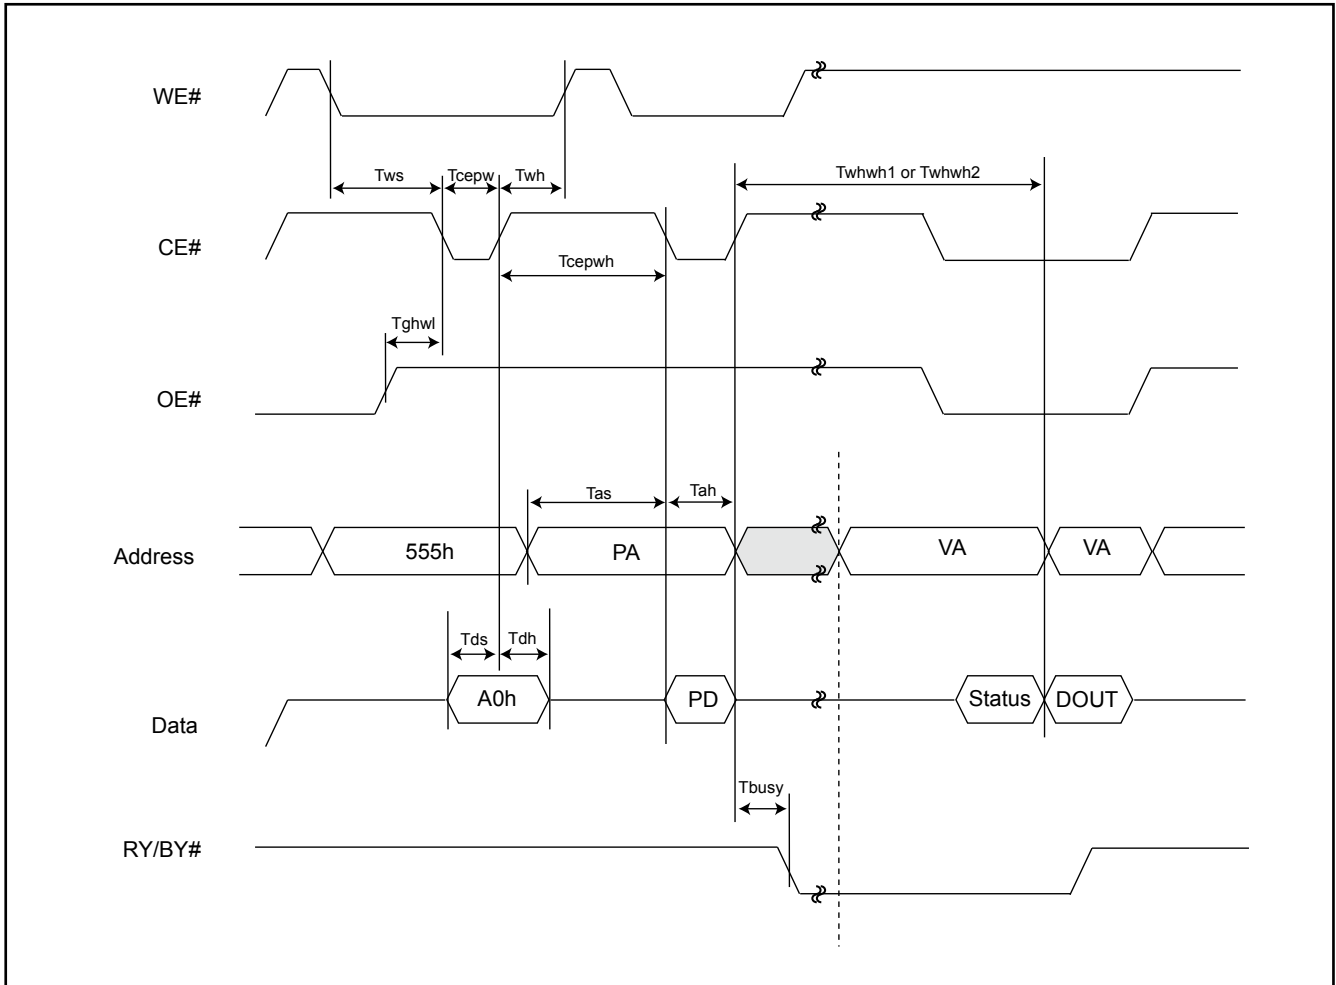 WE#
Tws Tcepw Twh
Twhwh1 or Twhwh2
CE#
Tcepwh
Tghwl
OE#
Tas Tah
Address
555h PA VA VA
Tds Tdh
Data
A0h PD Status DOUT
Tbusy
RY/BY#